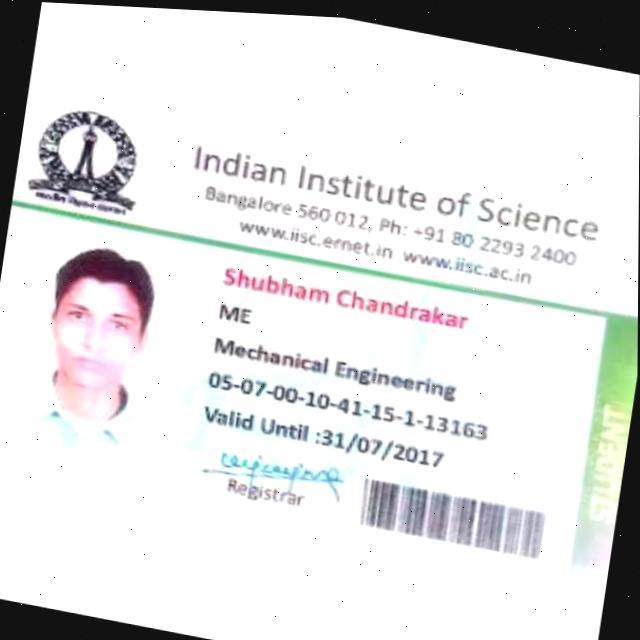 Indian Institute of Science
Bangalore 560 012, Ph: +91 80 2293 2400
www.iisc.ernet.in www.iisc.ac.in
Shubham Chandrakar
ME
Mechanical Engineering
05-07-00-10-41-15-1-13163
Valid Until :31/07/2017
Registrar
STUDENT